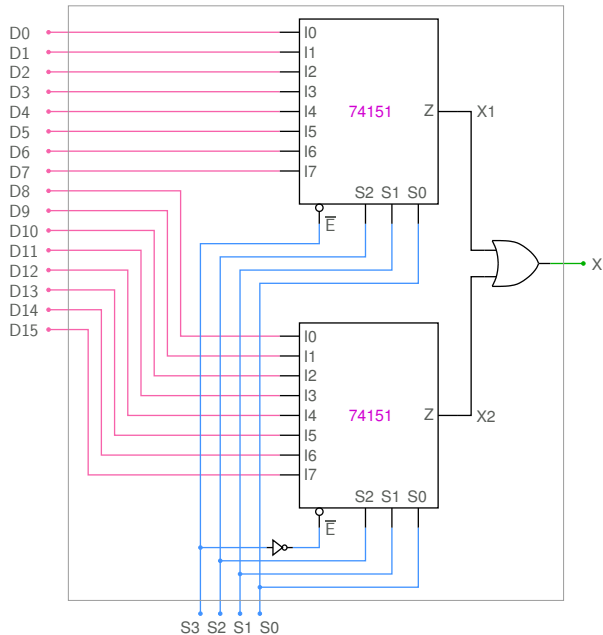 D0
D1
D2
D3
D4
D5
D6
D7
D8
D9
D10
D11
D12
D13
D14
D15
I0
I1
I2
I3
I4
I5
I6
I7
74151
Z
S2 S1 S0
E̅
X1
X
I0
I1
I2
I3
I4
I5
I6
I7
74151
Z
S2 S1 S0
E̅
X2
S3 S2 S1 S0